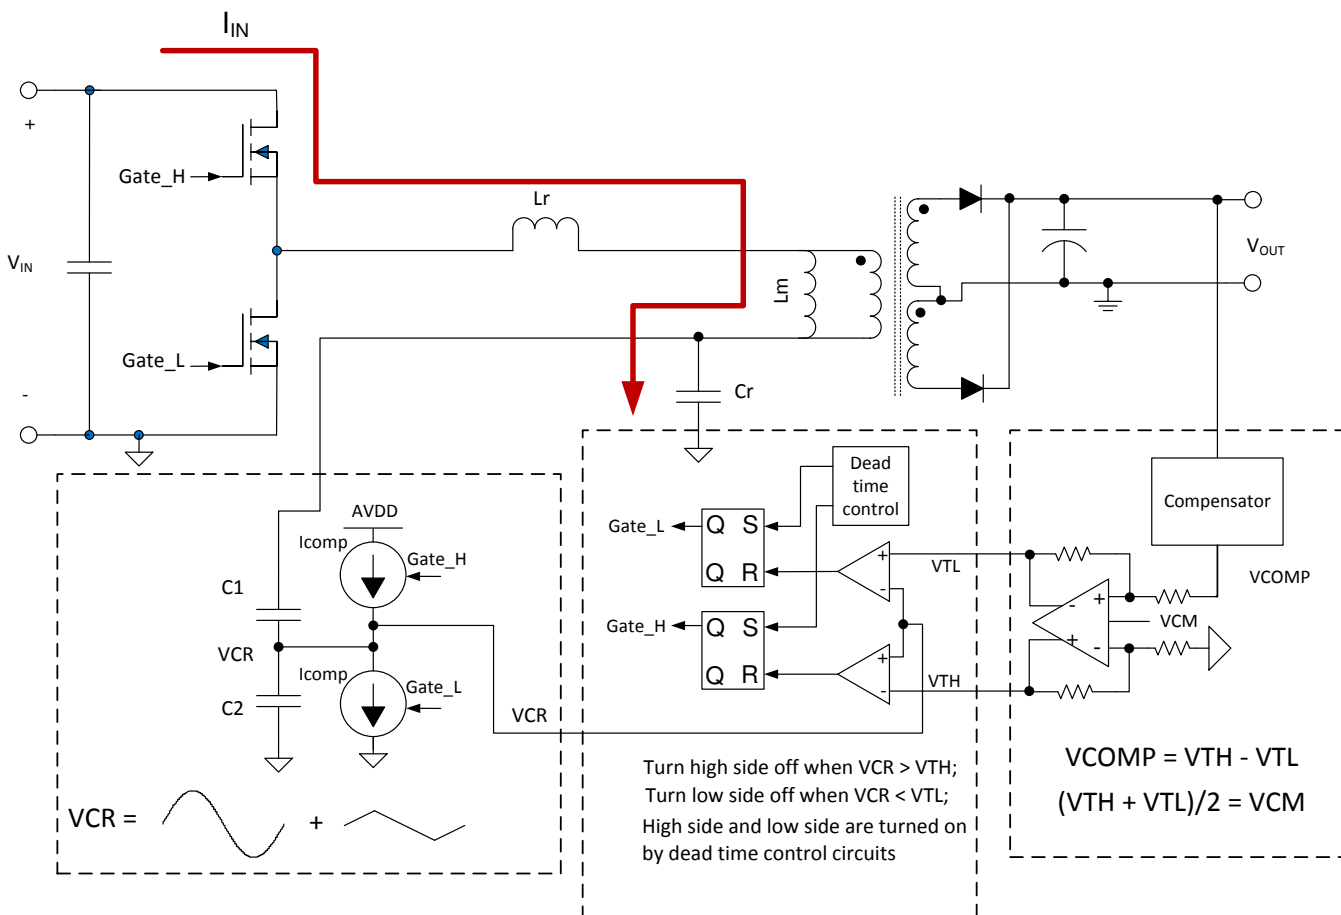 I_IN
+
Gate_H
Lr
V_IN
Lm
V_OUT
Gate_L
-
Cr
Dead
time
control
Compensator
AVDD
Icomp
Gate_H
Gate_L
Q S
Q R
VTL
+
-
VCOMP
C1
VCR
Icomp
Gate_L
C2
Gate_H
Q S
Q R
+
-
VTH
-
+
+
-
VCM
VCR
VCR =
+
Turn high side off when VCR > VTH;
Turn low side off when VCR < VTL;
High side and low side are turned on
by dead time control circuits
VCOMP = VTH - VTL
(VTH + VTL)/2 = VCM